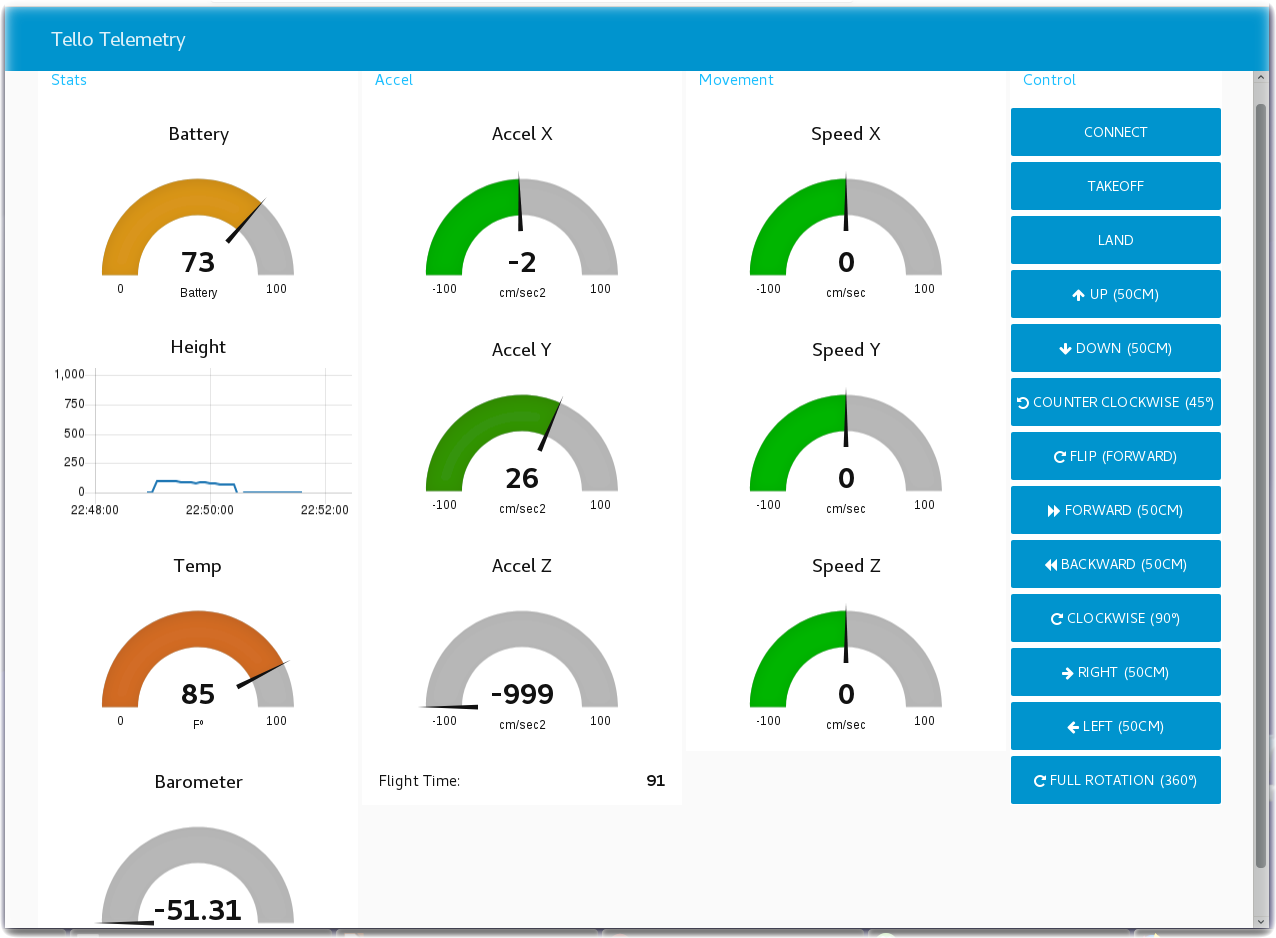 Tello Telemetry
Stats
Battery
73
0
Battery
100
Height
1,000
750
500
250
0
22:48:00
22:50:00
22:52:00
Temp
85
0
F°
100
Barometer
-51.31
Accel
Accel X
-2
-100
cm/sec2
100
Accel Y
26
-100
cm/sec2
100
Accel Z
-999
-100
cm/sec2
100
Flight Time:
91
Movement
Speed X
0
-100
cm/sec
100
Speed Y
0
-100
cm/sec
100
Speed Z
0
-100
cm/sec
100
Control
CONNECT
TAKEOFF
LAND
UP (50CM)
DOWN (50CM)
COUNTER CLOCKWISE (45º)
FLIP (FORWARD)
FORWARD (50CM)
BACKWARD (50CM)
CLOCKWISE (90º)
RIGHT (50CM)
LEFT (50CM)
FULL ROTATION (360º)